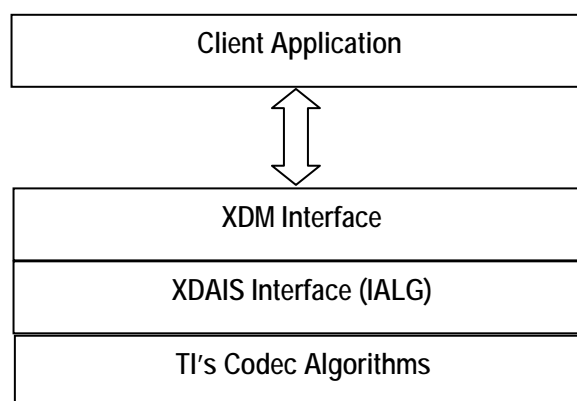 Client Application
XDM Interface
XDAIS Interface (IALG)
TI's Codec Algorithms